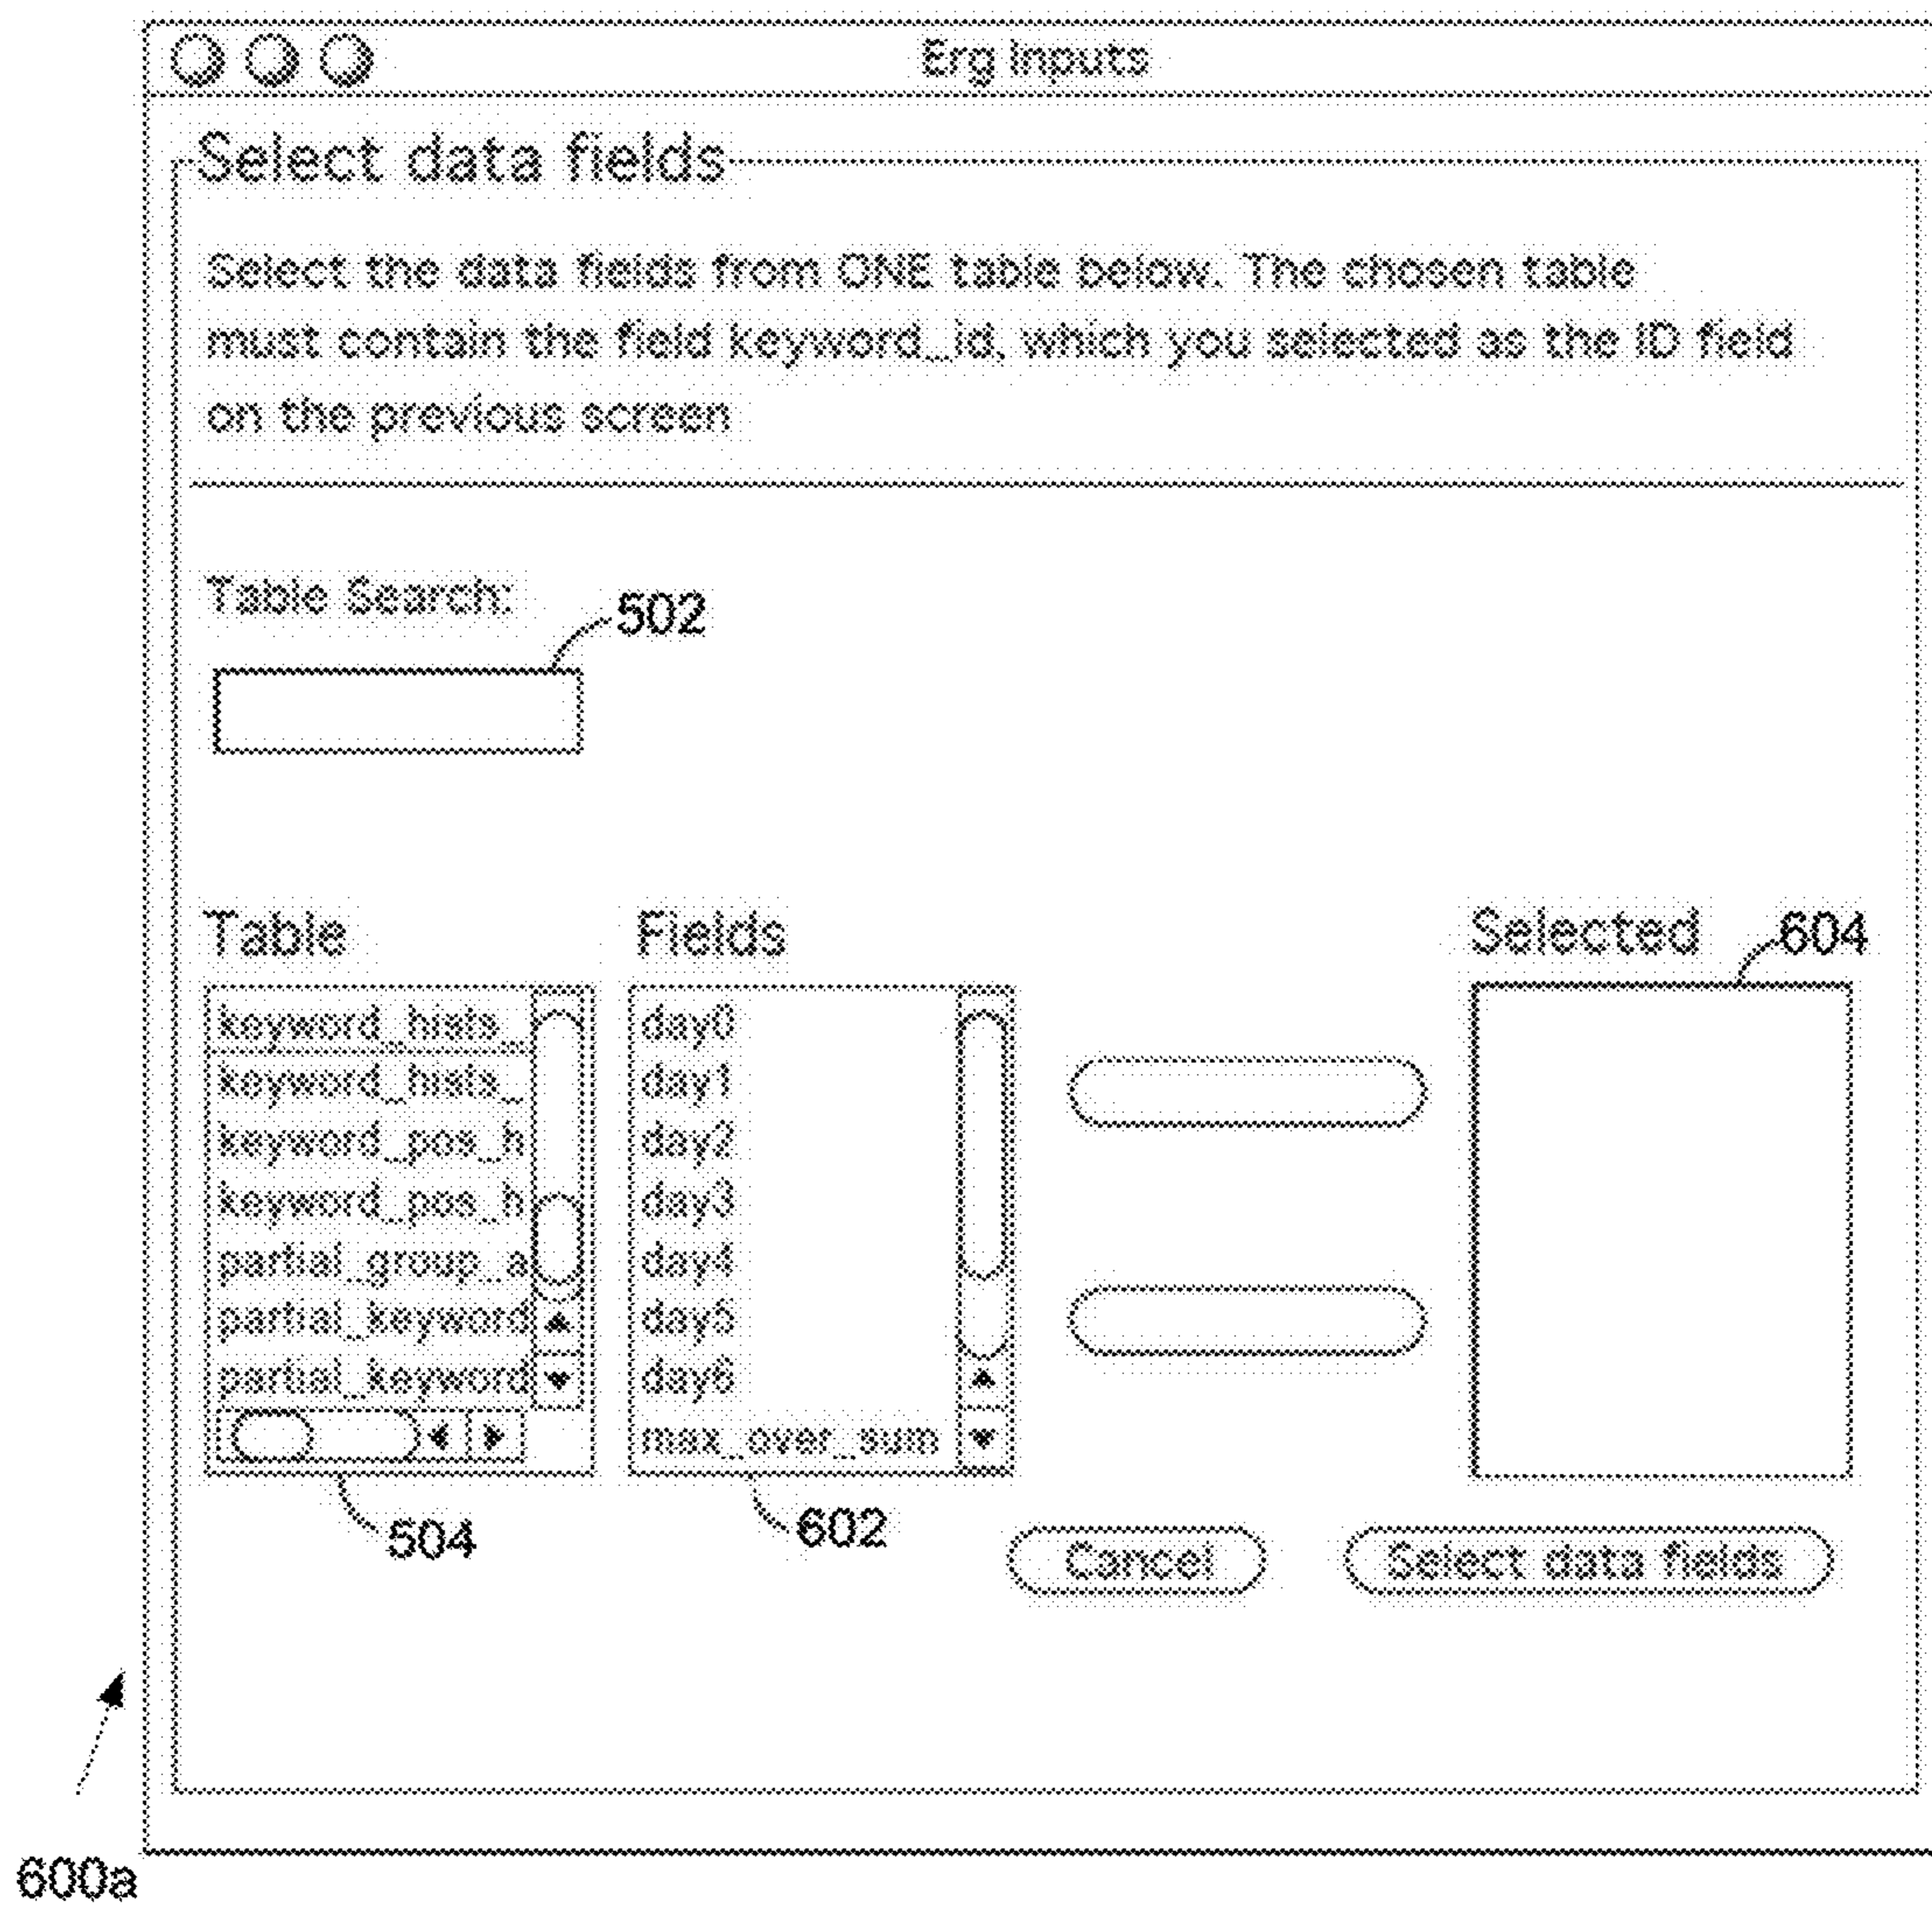 Erg Inputs
Select data fields
Select the data fields from ONE table below. The chosen table
must contain the field keyword_id, which you selected as the ID field
on the previous screen
Table Search:
502
Table
Fields
Selected
604
keyword_hists_
keyword_hists_
keyword_pos_h
keyword_pos_h
partial_group_a
partial_keyword
partial_keyword
day0
day1
day2
day3
day4
day5
day6
max_over_sum
504
602
Cancel
Select data fields
600a